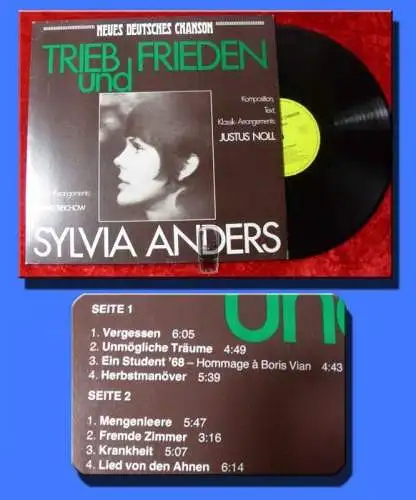 NEUES DEUTSCHES CHANSON
TRIEB FRIEDEN
und
Komposition,
Text,
Klassik-Arrangements:
JUSTUS NOLL
SYLVIA ANDERS
un
SEITE 1
1. Vergessen 6:05
2. Unmögliche Träume 4:49
3. Ein Student '68 – Hommage à Boris Vian 4:43
4. Herbstmanöver 5:39
SEITE 2
1. Mengenleere 5:47
2. Fremde Zimmer 3:16
3. Krankheit 5:07
4. Lied von den Ahnen 6:14